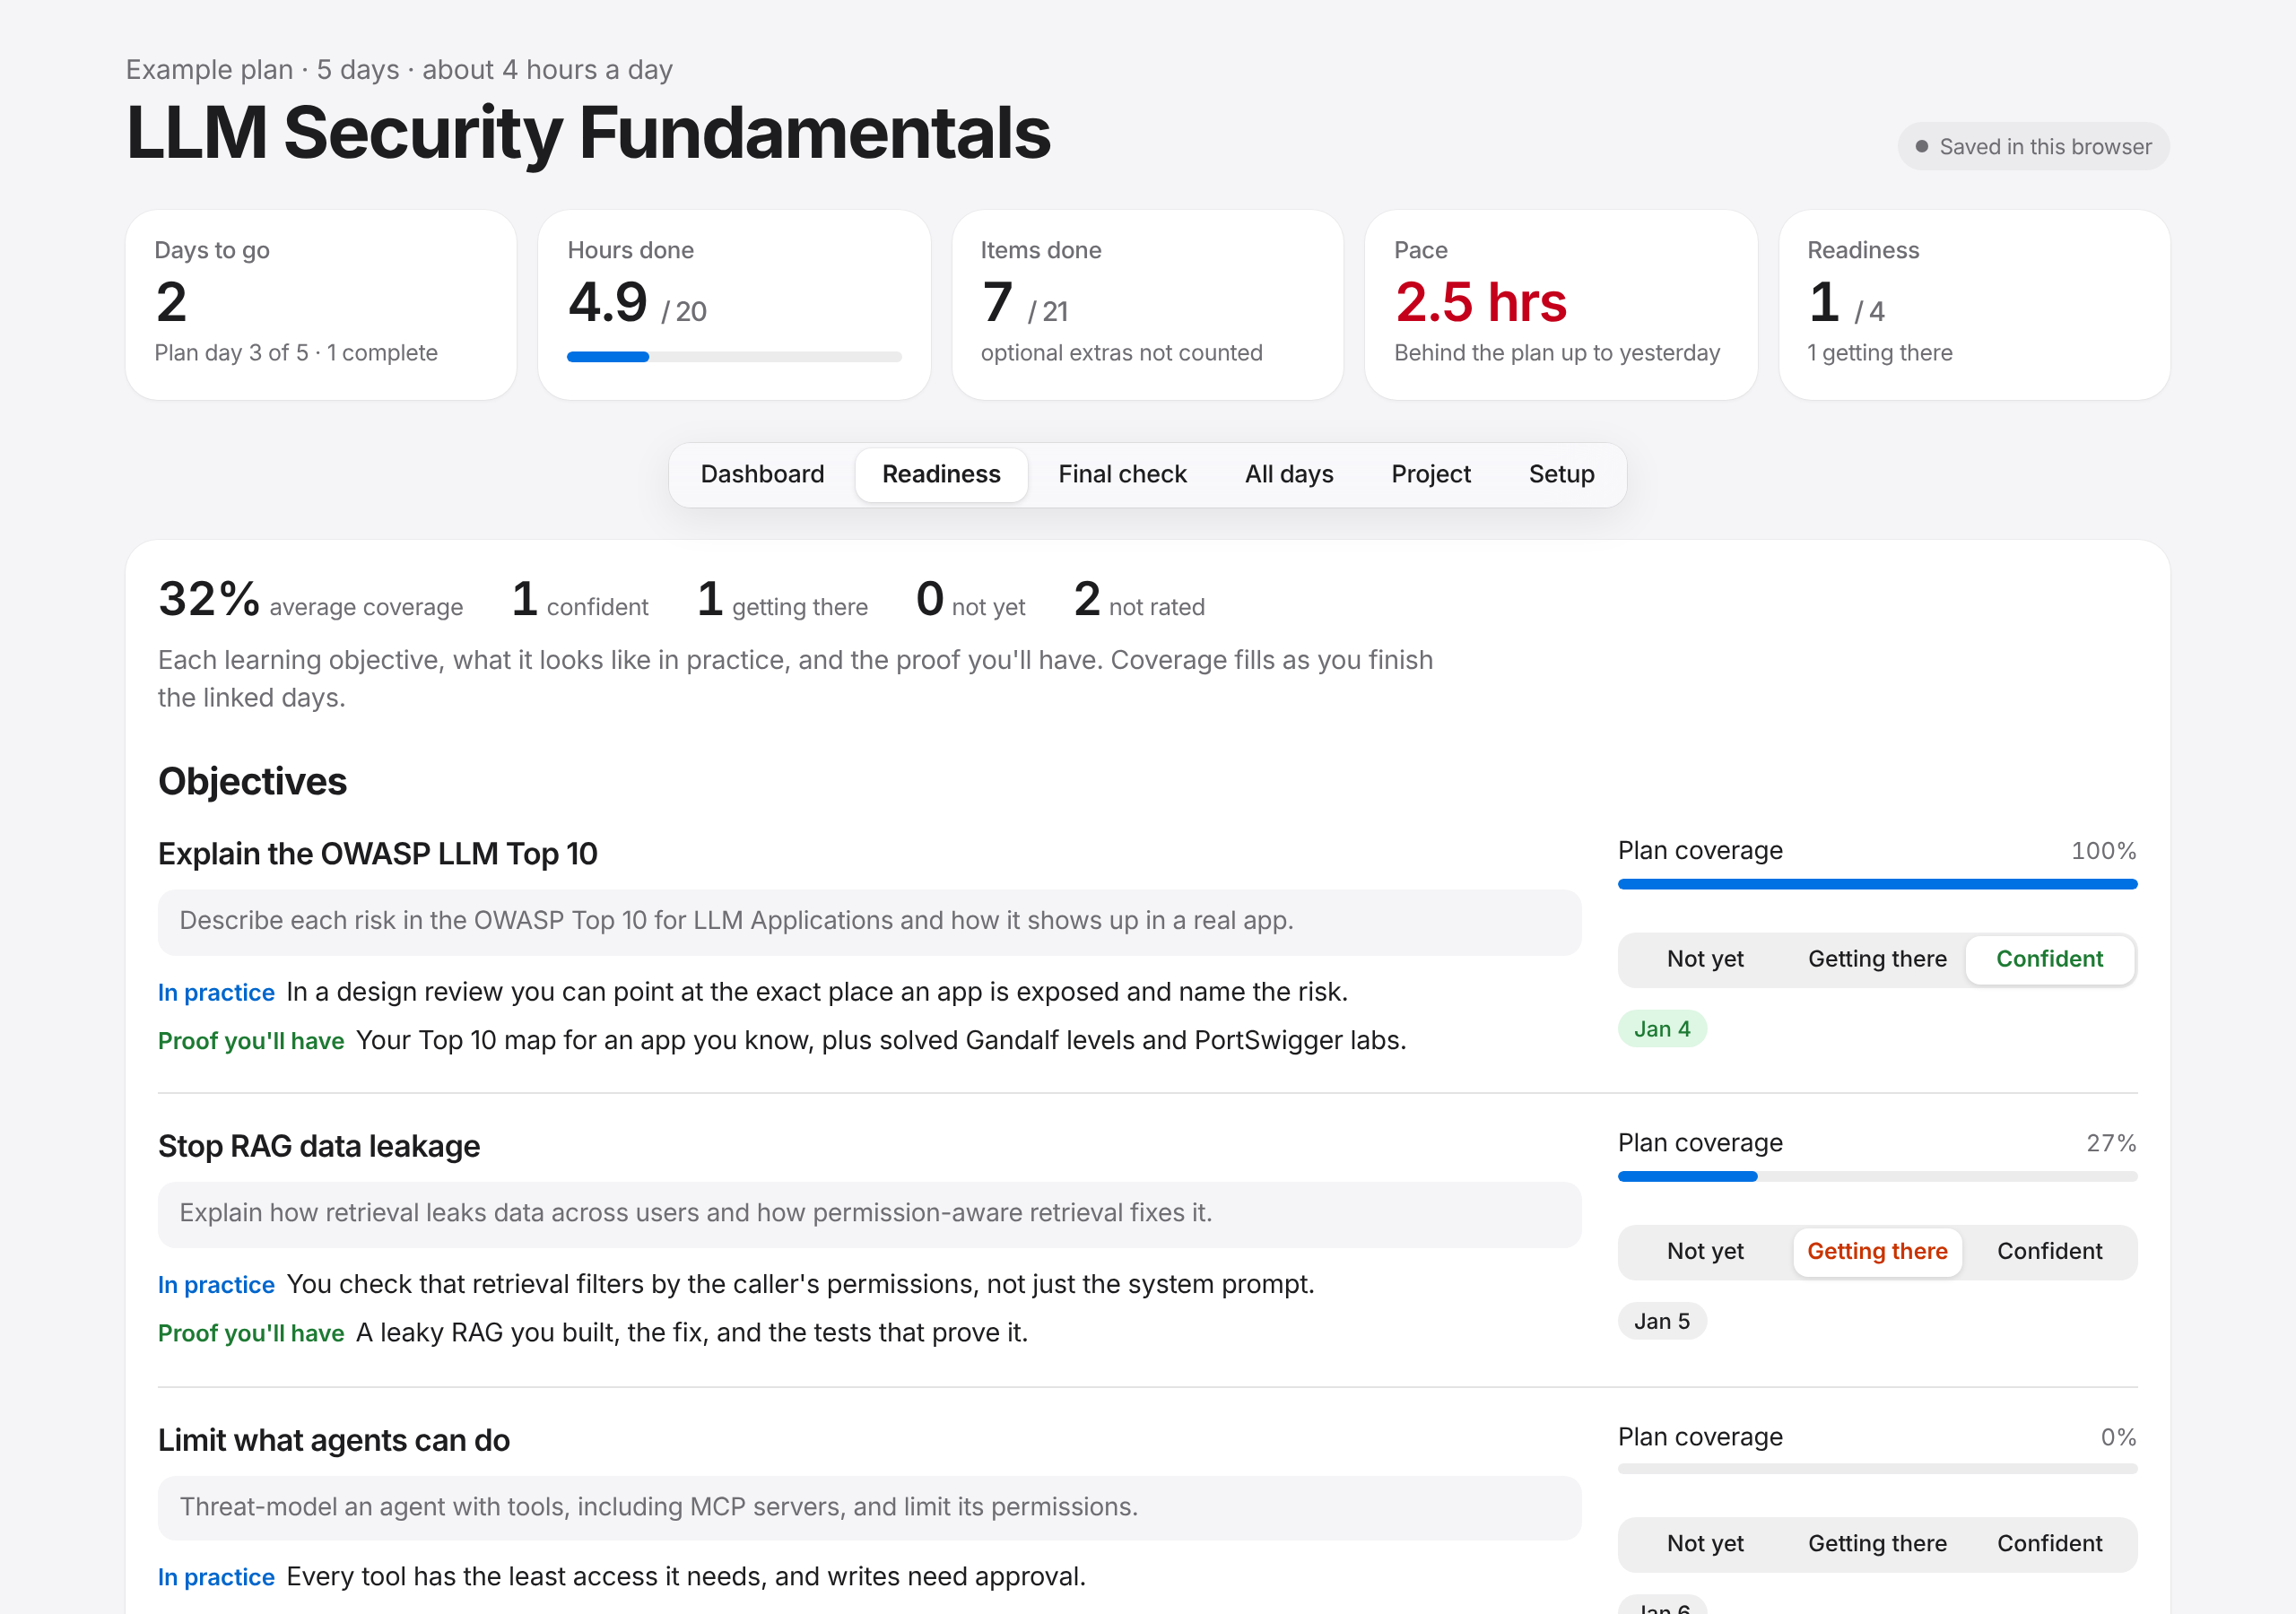 Example plan · 5 days · about 4 hours a day
LLM Security Fundamentals
Saved in this browser
Days to go
2
Plan day 3 of 5 · 1 complete
Hours done
4.9 / 20
Items done
7 / 21
optional extras not counted
Pace
2.5 hrs
Behind the plan up to yesterday
Readiness
1 / 4
1 getting there
Dashboard
Readiness
Final check
All days
Project
Setup
32% average coverage
1 confident
1 getting there
0 not yet
2 not rated
Each learning objective, what it looks like in practice, and the proof you'll have. Coverage fills as you finish
the linked days.
Objectives
Explain the OWASP LLM Top 10
Describe each risk in the OWASP Top 10 for LLM Applications and how it shows up in a real app.
In practice In a design review you can point at the exact place an app is exposed and name the risk.
Proof you'll have Your Top 10 map for an app you know, plus solved Gandalf levels and PortSwigger labs.
Plan coverage 100%
Not yet Getting there Confident
Jan 4
Stop RAG data leakage
Explain how retrieval leaks data across users and how permission-aware retrieval fixes it.
In practice You check that retrieval filters by the caller's permissions, not just the system prompt.
Proof you'll have A leaky RAG you built, the fix, and the tests that prove it.
Plan coverage 27%
Not yet Getting there Confident
Jan 5
Limit what agents can do
Threat-model an agent with tools, including MCP servers, and limit its permissions.
In practice Every tool has the least access it needs, and writes need approval.
Plan coverage 0%
Not yet Getting there Confident
Jan 6